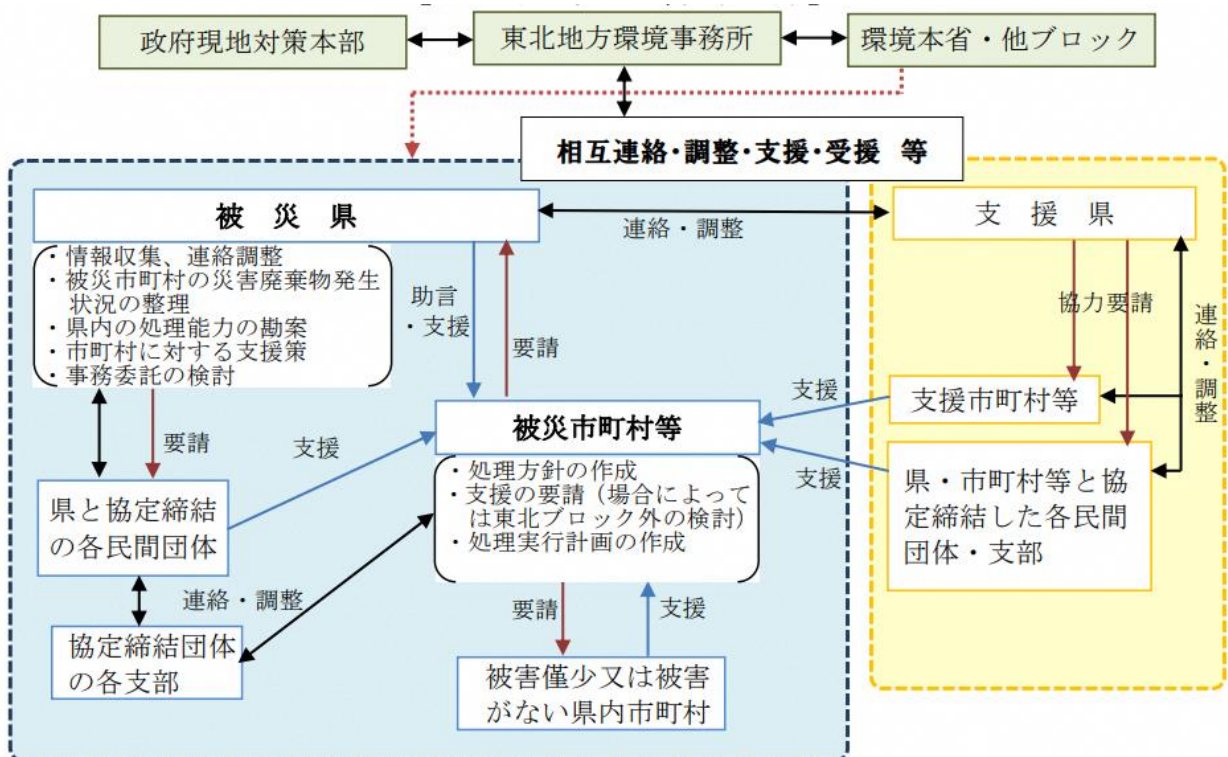 政府現地対策本部
東北地方環境事務所
環境本省・他ブロック
相互連絡・調整・支援・受援 等
被 災 県
連絡・調整
支 援 県
・情報収集、連絡調整
・被災市町村の災害廃棄物発生
状況の整理
・県内の処理能力の勘案
・市町村に対する支援策
・事務委託の検討
助言
・支援
要請
協力要請
連絡・調整
要請
支援
被災市町村等
支援
支援市町村等
・処理方針の作成
・支援の要請（場合によって
は東北ブロック外の検討）
・処理実行計画の作成
支援
県・市町村等と協
定締結した各民間
団体・支部
県と協定締結
の各民間団体
連絡・調整
要請
支援
協定締結団体
の各支部
被害僅少又は被害
がない県内市町村